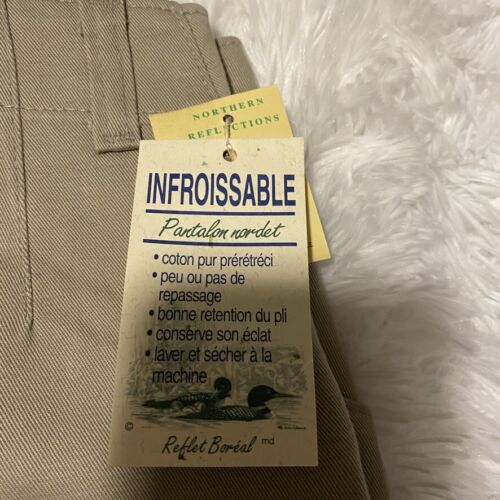 NORTHERN
REFLECTIONS
INFROISSABLE
Pantalon nordet
• coton pur prérétréci
• peu ou pas de
repassage
• bonne retention du pli
• conserve son éclat
• laver et sécher à la
machine
©
Reflet Boréal md